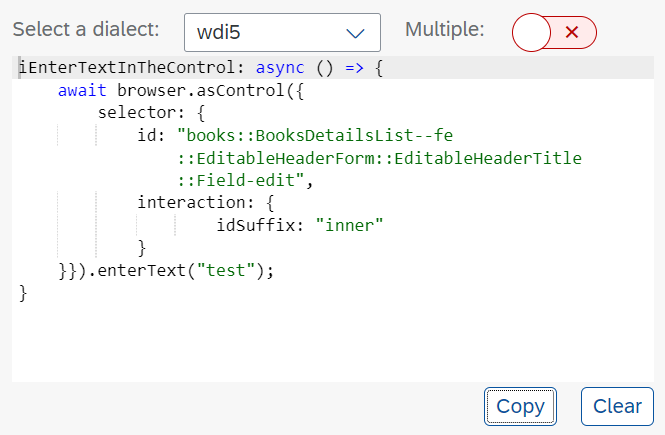 Select a dialect: wdi5 Multiple:
iEnterTextInTheControl: async () => {
    await browser.asControl({
        selector: {
            id: "books::BooksDetailsList--fe
                ::EditableHeaderForm::EditableHeaderTitle
                ::Field-edit",
            interaction: {
                    idSuffix: "inner"
            }
    }}).enterText("test");
}
Copy Clear